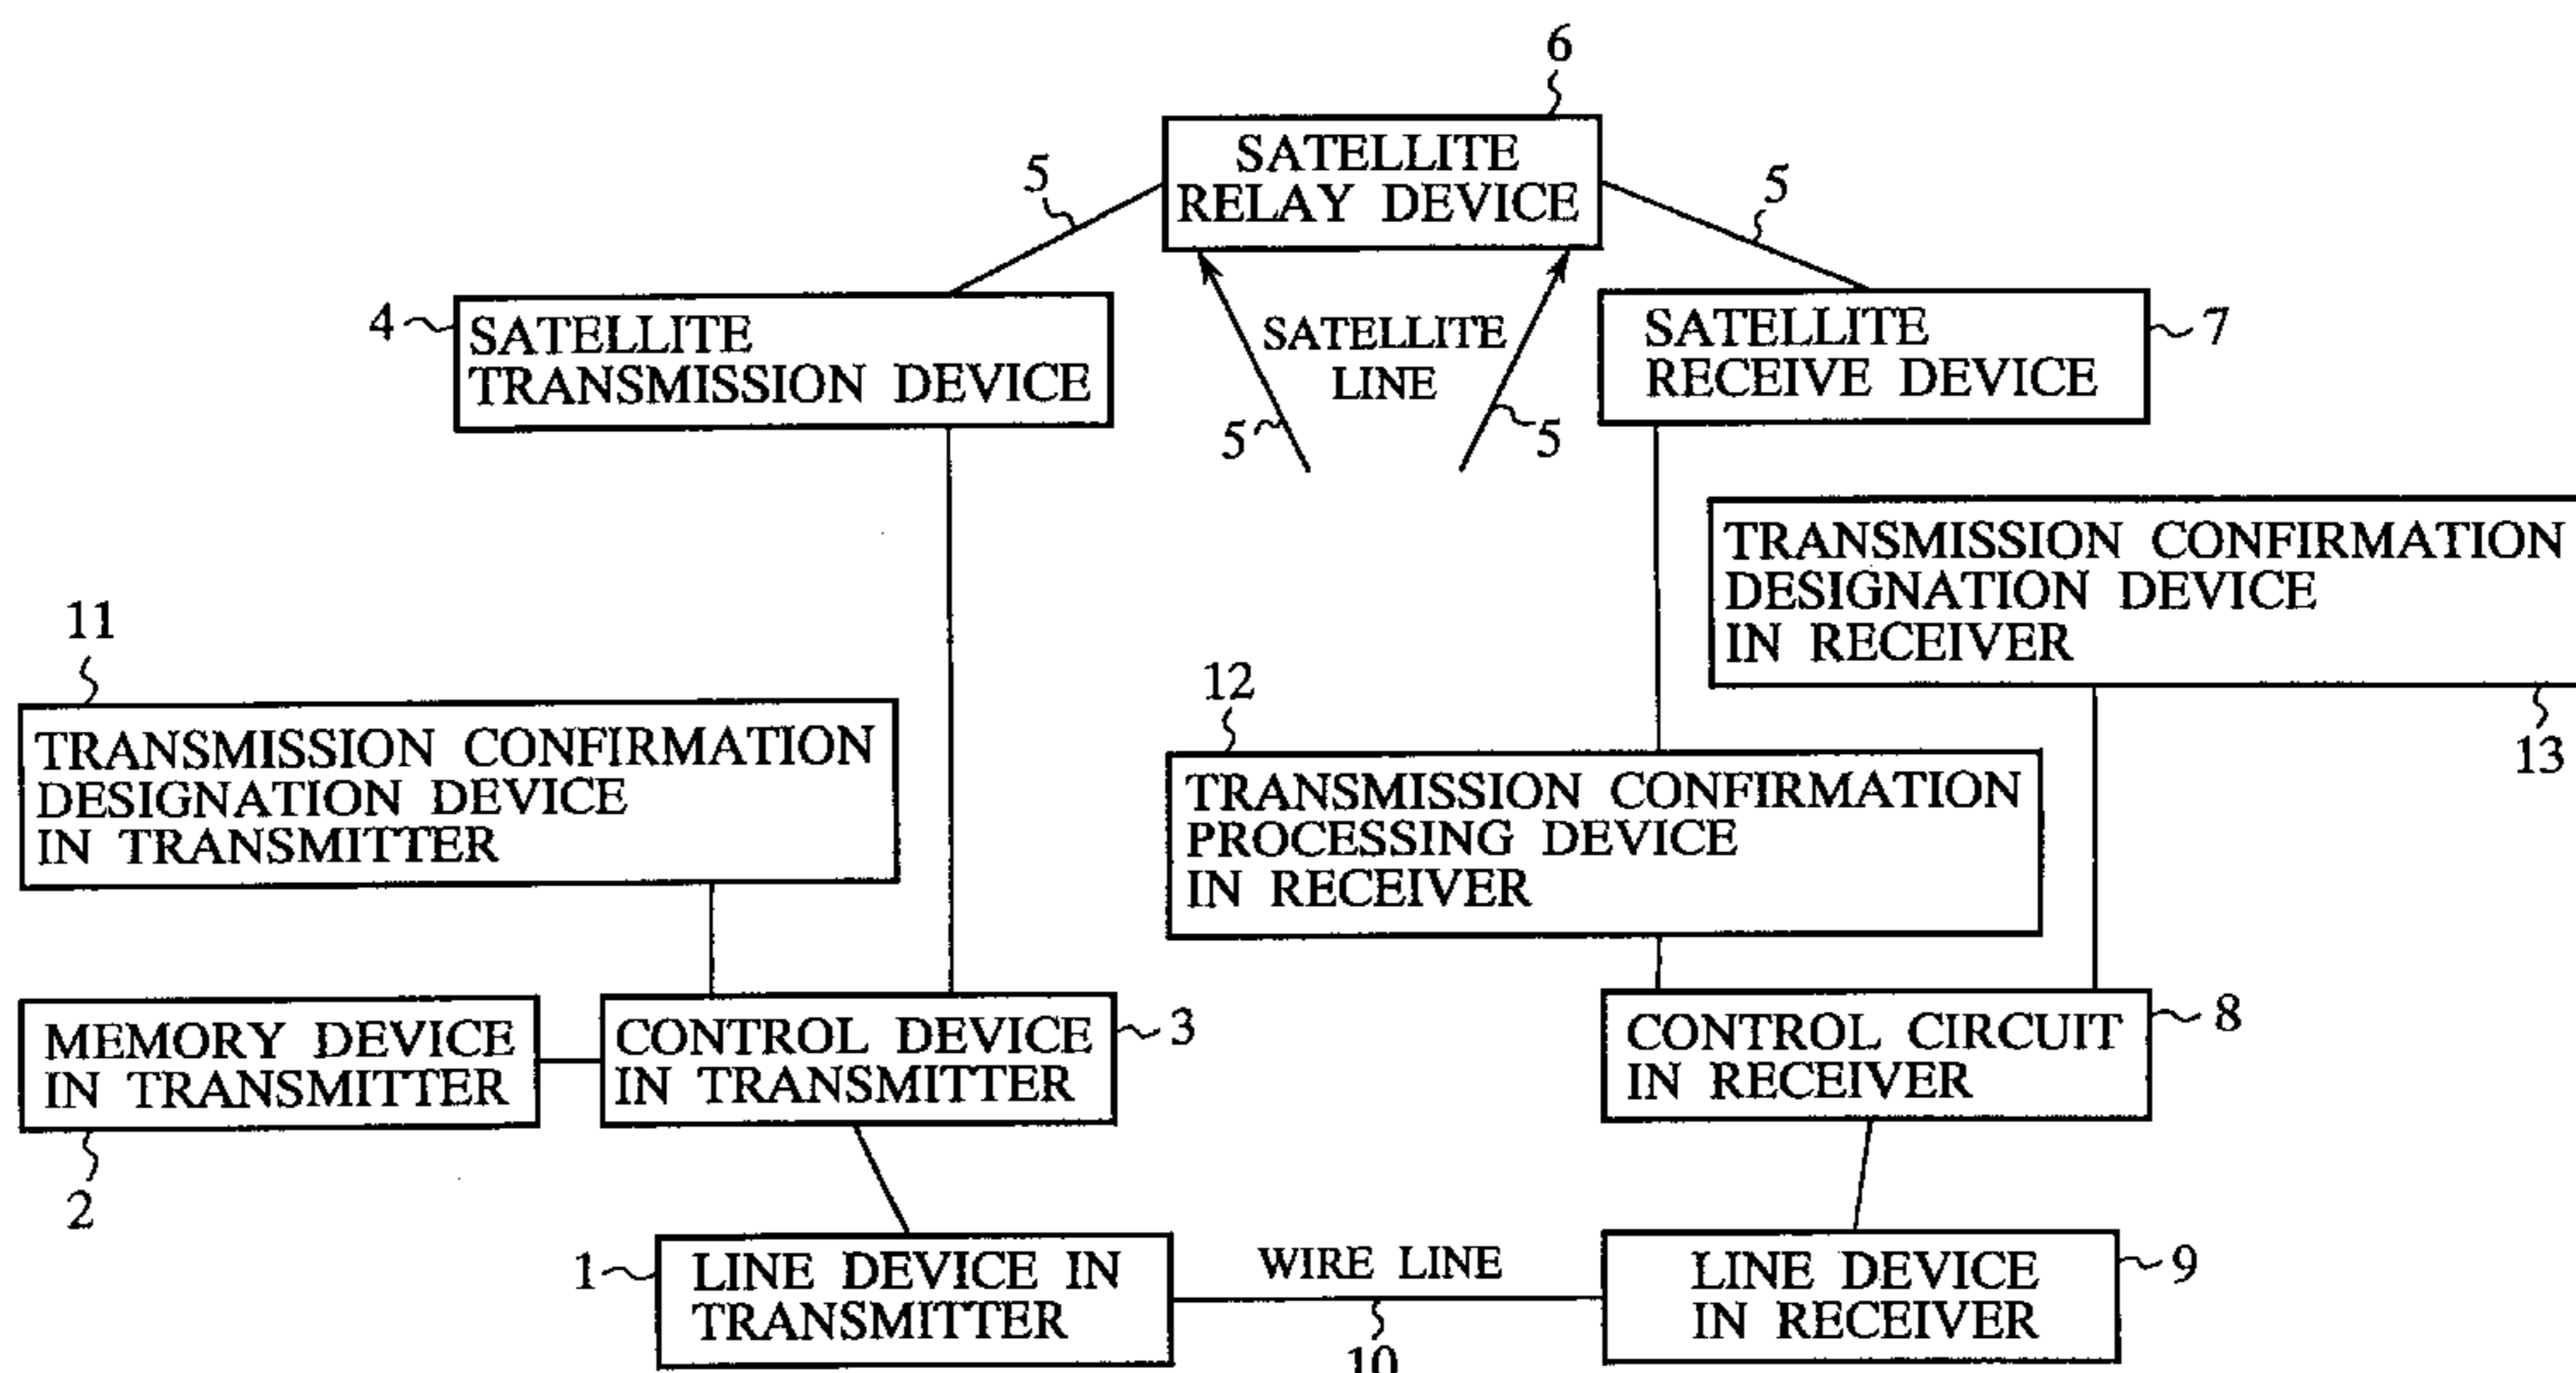 6
SATELLITE
RELAY DEVICE
5
5
4
SATELLITE
TRANSMISSION DEVICE
SATELLITE
LINE
5
5
SATELLITE
RECEIVE DEVICE
7
TRANSMISSION CONFIRMATION
DESIGNATION DEVICE
IN RECEIVER
13
11
TRANSMISSION CONFIRMATION
DESIGNATION DEVICE
IN TRANSMITTER
12
TRANSMISSION CONFIRMATION
PROCESSING DEVICE
IN RECEIVER
MEMORY DEVICE
IN TRANSMITTER
2
CONTROL DEVICE
IN TRANSMITTER
3
CONTROL CIRCUIT
IN RECEIVER
8
1
LINE DEVICE IN
TRANSMITTER
WIRE LINE
10
LINE DEVICE
IN RECEIVER
9